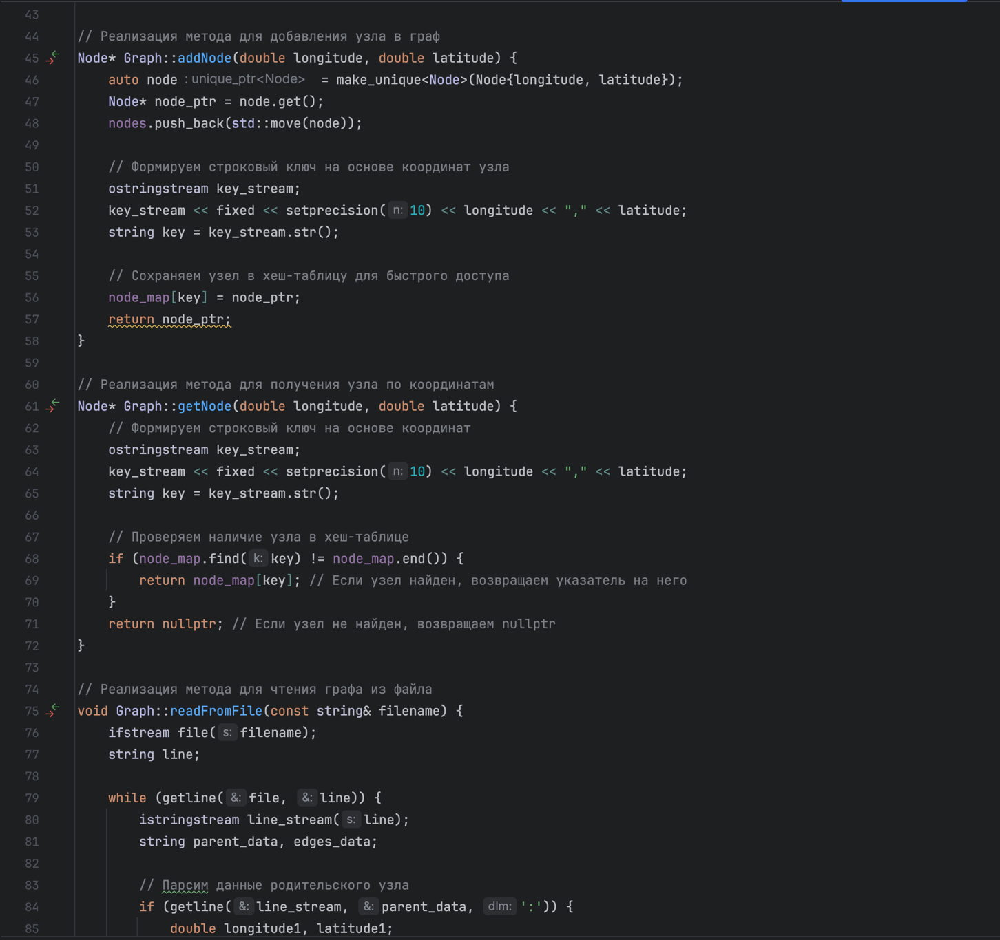 43
44 // Реализация метода для добавления узла в граф
45 Node* Graph::addNode(double longitude, double latitude) {
46 auto node : unique_ptr<Node> = make_unique<Node>(Node{longitude, latitude});
47 Node* node_ptr = node.get();
48 nodes.push_back(std::move(node));
49
50 // Формируем строковый ключ на основе координат узла
51 ostringstream key_stream;
52 key_stream << fixed << setprecision( n: 10) << longitude << "," << latitude;
53 string key = key_stream.str();
54
55 // Сохраняем узел в хеш-таблицу для быстрого доступа
56 node_map[key] = node_ptr;
57 return node_ptr;
58 }
59
60 // Реализация метода для получения узла по координатам
61 Node* Graph::getNode(double longitude, double latitude) {
62 // Формируем строковый ключ на основе координат
63 ostringstream key_stream;
64 key_stream << fixed << setprecision( n: 10) << longitude << "," << latitude;
65 string key = key_stream.str();
66
67 // Проверяем наличие узла в хеш-таблице
68 if (node_map.find( k: key) != node_map.end()) {
69 return node_map[key]; // Если узел найден, возвращаем указатель на него
70 }
71 return nullptr; // Если узел не найден, возвращаем nullptr
72 }
73
74 // Реализация метода для чтения графа из файла
75 void Graph::readFromFile(const string& filename) {
76 ifstream file( s: filename);
77 string line;
78
79 while (getline( &: file, &: line)) {
80 istringstream line_stream( s: line);
81 string parent_data, edges_data;
82
83 // Парсим данные родительского узла
84 if (getline( &: line_stream, &: parent_data, dlm: ':')) {
85 double longitude1, latitude1;